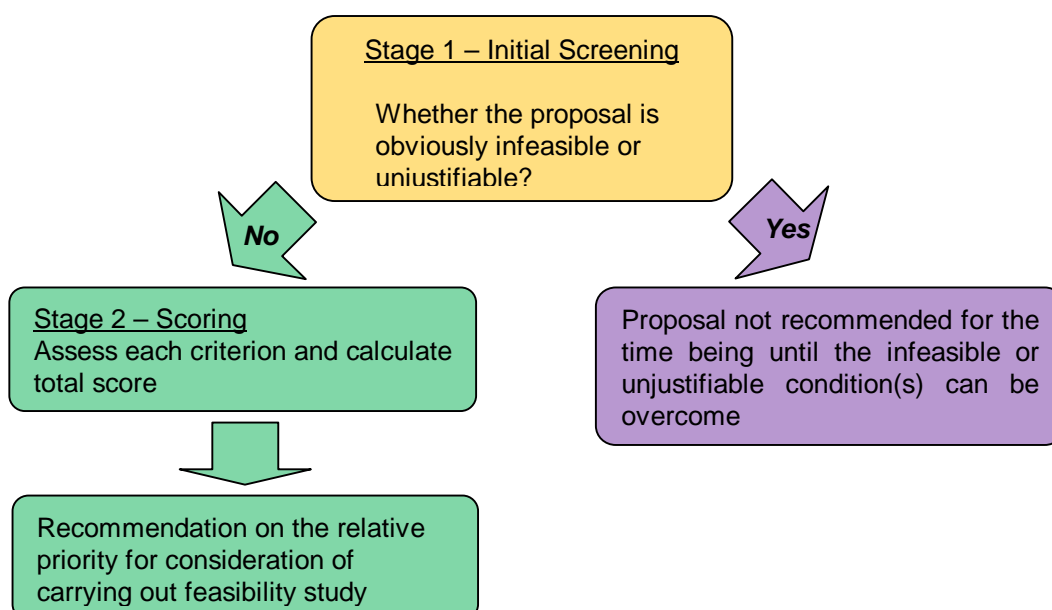 Stage 1 – Initial Screening
Whether the proposal is
obviously infeasible or
unjustifiable?
No
Yes
Stage 2 – Scoring
Assess each criterion and calculate
total score
Proposal not recommended for the
time being until the infeasible or
unjustifiable condition(s) can be
overcome
Recommendation on the relative
priority for consideration of
carrying out feasibility study